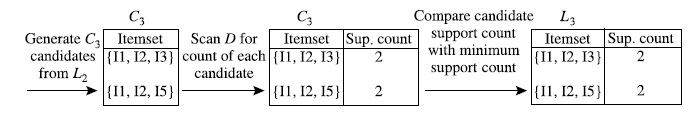 Generate C3
candidates
from L2
C3
Itemset
{I1, I2, I3}
{I1, I2, I5}
Scan D for
count of each
candidate
C3
Itemset Sup. count
{I1, I2, I3} 2
{I1, I2, I5} 2
Compare candidate
support count
with minimum
support count
L3
Itemset Sup. count
{I1, I2, I3} 2
{I1, I2, I5} 2